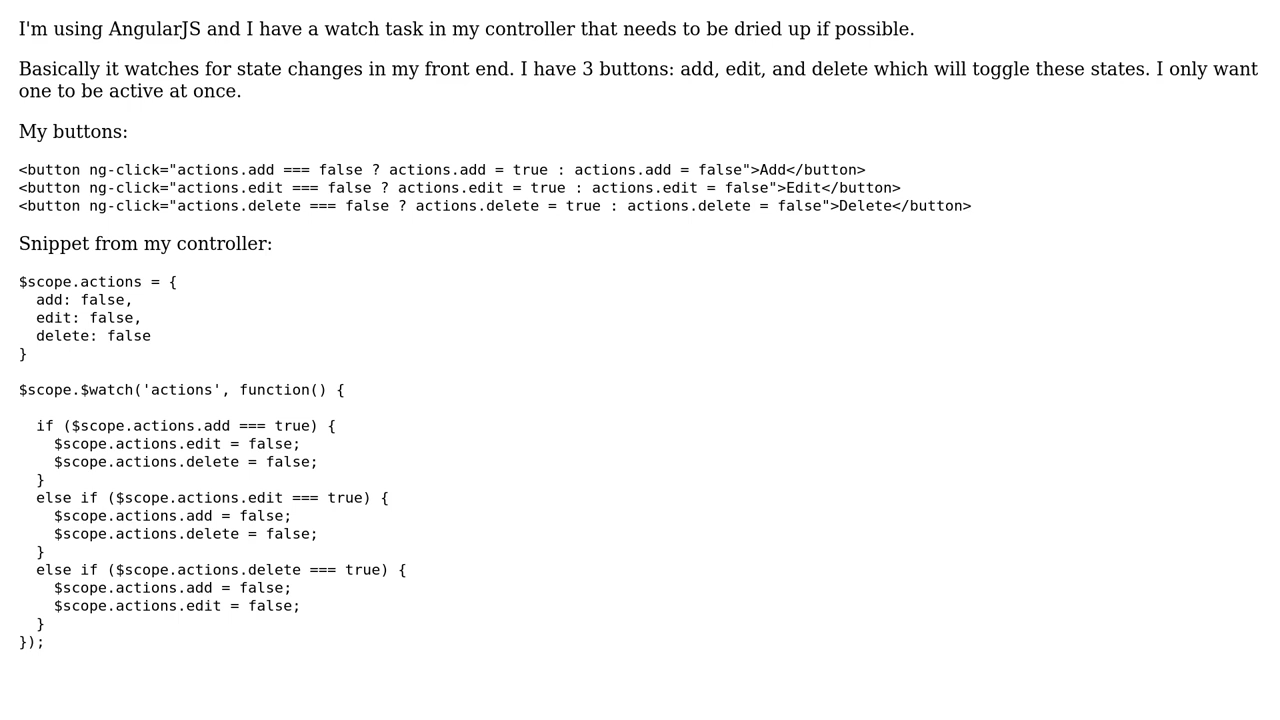 I'm using AngularJS and I have a watch task in my controller that needs to be dried up if possible.
Basically it watches for state changes in my front end. I have 3 buttons: add, edit, and delete which will toggle these states. I only want
one to be active at once.
My buttons:
<button ng-click="actions.add === false ? actions.add = true : actions.add = false">Add</button>
<button ng-click="actions.edit === false ? actions.edit = true : actions.edit = false">Edit</button>
<button ng-click="actions.delete === false ? actions.delete = true : actions.delete = false">Delete</button>
Snippet from my controller:
$scope.actions = {
  add: false,
  edit: false,
  delete: false
}
$scope.$watch('actions', function() {
  if ($scope.actions.add === true) {
    $scope.actions.edit = false;
    $scope.actions.delete = false;
  }
  else if ($scope.actions.edit === true) {
    $scope.actions.add = false;
    $scope.actions.delete = false;
  }
  else if ($scope.actions.delete === true) {
    $scope.actions.add = false;
    $scope.actions.edit = false;
  }
});